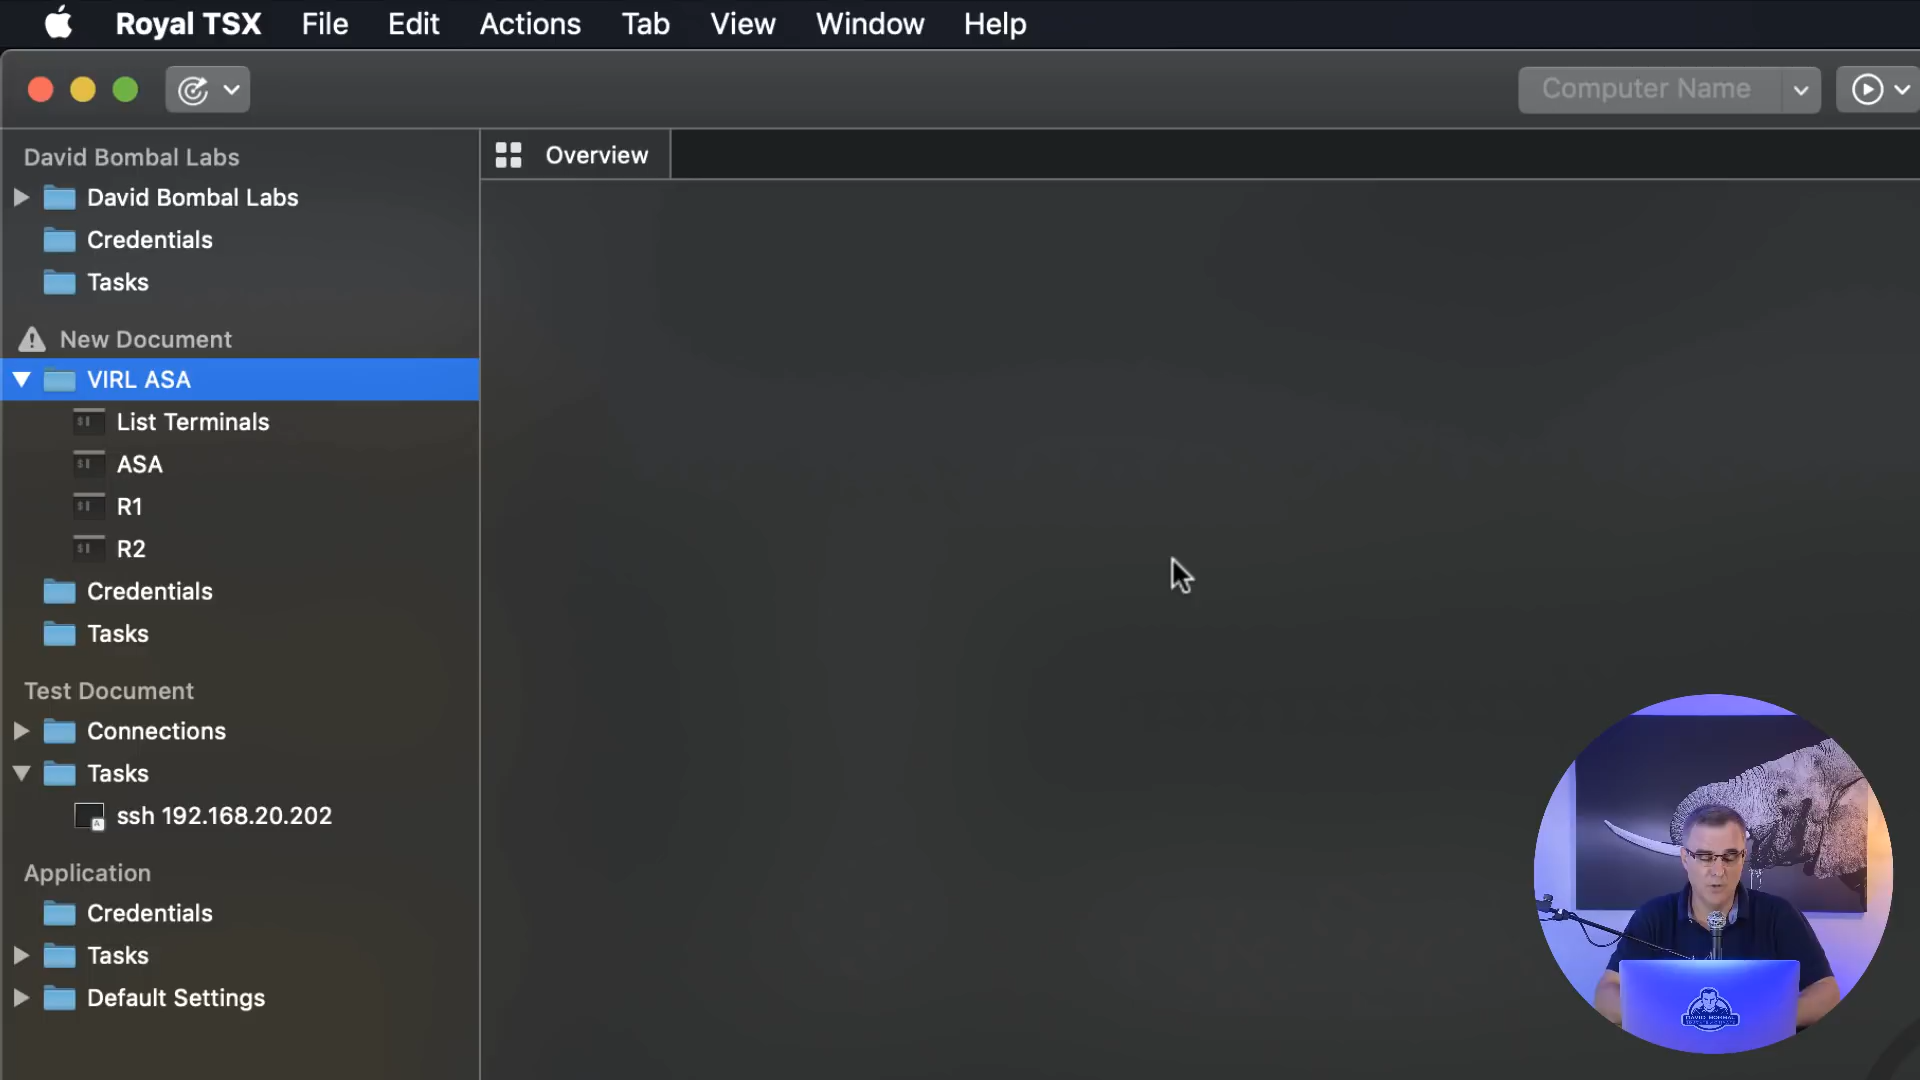 Royal TSX File Edit Actions Tab View Window Help
Computer Name
David Bombal Labs
David Bombal Labs
Credentials
Tasks
New Document
VIRL ASA
List Terminals
ASA
R1
R2
Credentials
Tasks
Test Document
Connections
Tasks
ssh 192.168.20.202
Application
Credentials
Tasks
Default Settings
Overview
DAVID BOMBAL